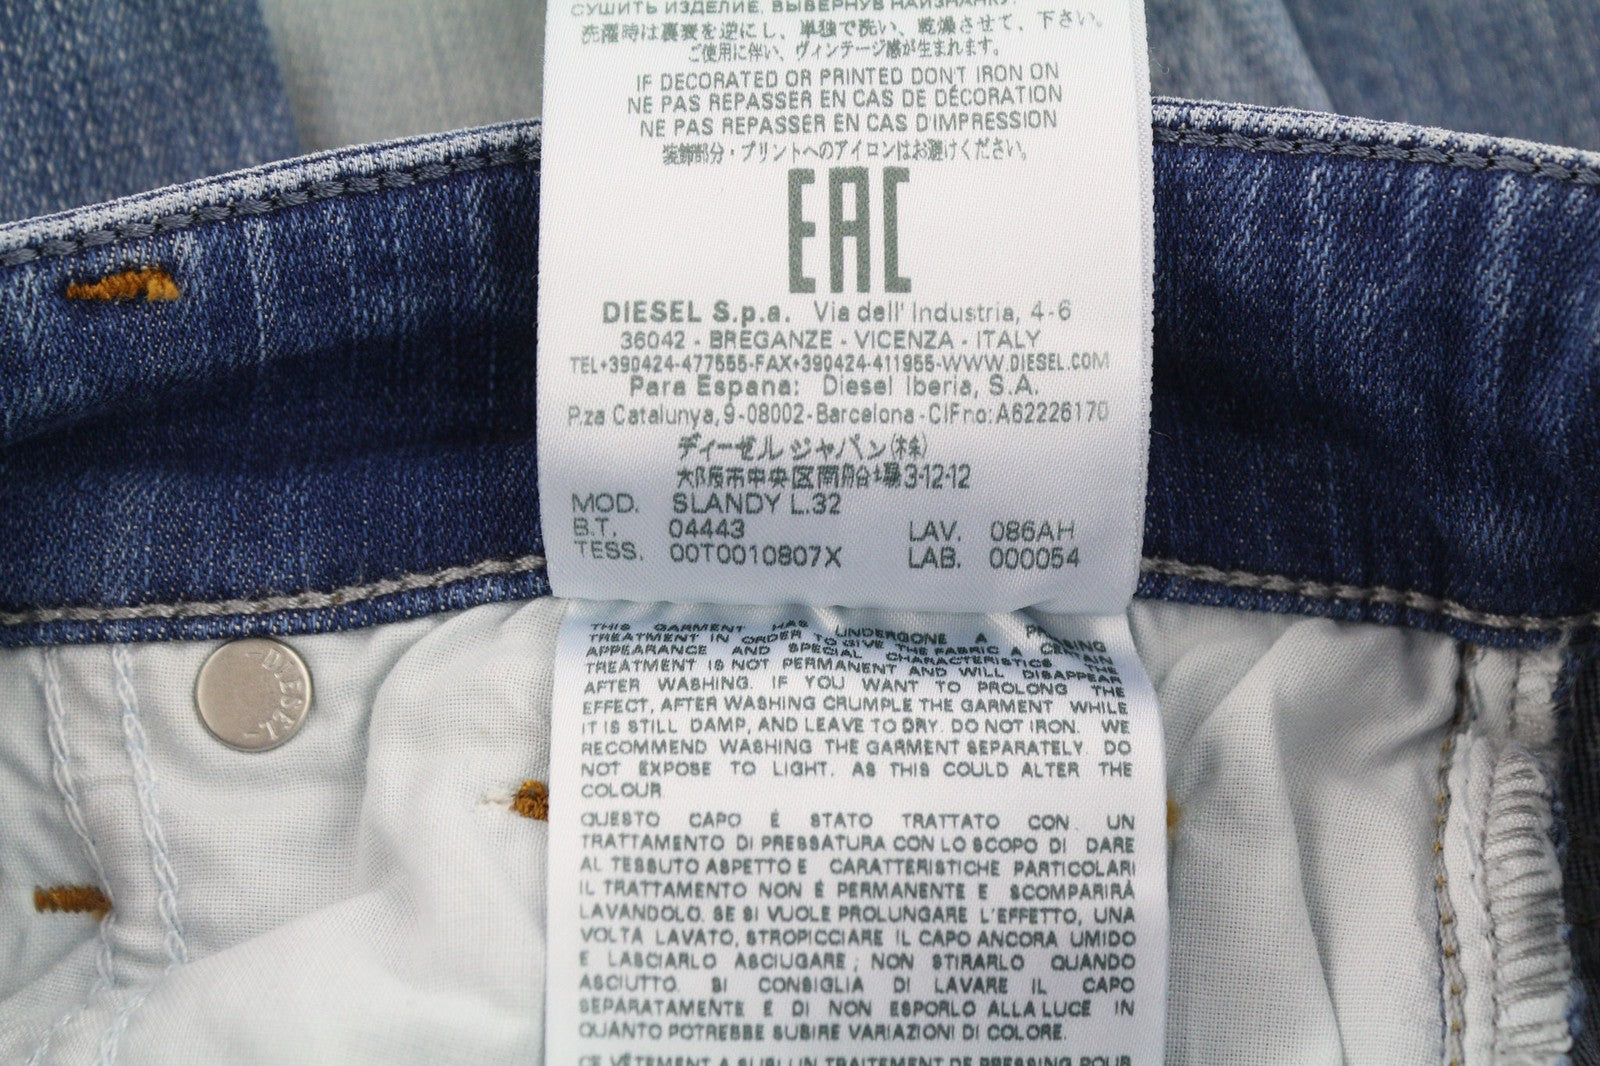 СУШИТЬ ИЗДЕЛИЕ, ВЫВЕРНУВ НАИЗНАНКУ.
洗濯時は裏裏を逆にし、単独で洗い、乾燥させて、下さい。
ご使用に伴い、ヴィンテージ感が生まれます。
IF DECORATED OR PRINTED DON'T IRON ON
NE PAS REPASSER EN CAS DE DÉCORATION
NE PAS REPASSER EN CAS D'IMPRESSION
装飾部分・プリントへのアイロンはお避けください。
EAC
DIESEL S.p.a. Via dell' Industria, 4-6
36042 - BREGANZE - VICENZA - ITALY
TEL+390424-477555-FAX+390424-411955-WWW.DIESEL.COM
Para Espana: Diesel Iberia, S.A.
P.za Catalunya, 9-08002-Barcelona-CIFno:A62226170
ディーゼルジャパン(株)
大阪市中央区南船場3-12-12
MOD. SLANDY L.32
B.T. 04443 LAV. 086AH
TESS. 00T0010807X LAB. 000054
THIS GARMENT HAS UNDERGONE A PRESSING
TREATMENT IN ORDER TO GIVE THE FABRIC A CERTAIN
APPEARANCE AND SPECIAL CHARACTERISTICS THE
TREATMENT IS NOT PERMANENT AND WILL DISAPPEAR
AFTER WASHING. IF YOU WANT TO PROLONG THE
EFFECT, AFTER WASHING CRUMPLE THE GARMENT WHILE
IT IS STILL DAMP, AND LEAVE TO DRY. DO NOT IRON. WE
RECOMMEND WASHING THE GARMENT SEPARATELY. DO
NOT EXPOSE TO LIGHT. AS THIS COULD ALTER THE
COLOUR
QUESTO CAPO É STATO TRATTATO CON UN
TRATTAMENTO DI PRESSATURA CON LO SCOPO DI DARE
AL TESSUTO ASPETTO E CARATTERISTICHE PARTICOLARI
IL TRATTAMENTO NON É PERMANENTE E SCOMPARIRÀ
LAVANDOLO. SE SI VUOLE PROLUNGARE L'EFFETTO, UNA
VOLTA LAVATO, STROPICCIARE IL CAPO ANCORA UMIDO
E LASCIARLO ASCIUGARE; NON STIRARLO QUANDO
ASCIUTTO. SI CONSIGLIA DI LAVARE IL CAPO
SEPARATAMENTE E DI NON ESPORLO ALLA LUCE IN
QUANTO POTREBBE SUBIRE VARIAZIONI DI COLORE.
CE VÊTEMENT A SUBI UN TRAITEMENT DE PRESSING POUR
DIESEL